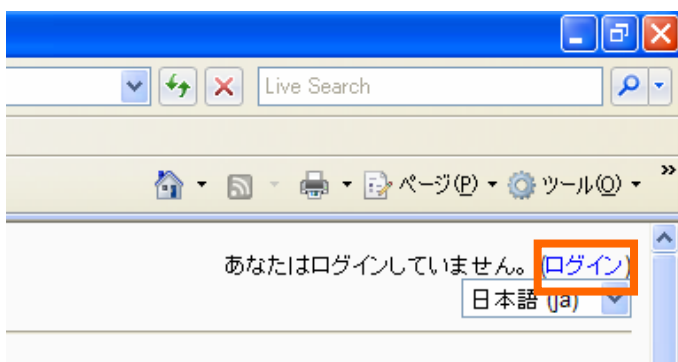 Live Search
ページ(P) ツール(O) »
あなたはログインしていません。 (ログイン)
日本語 (ja)